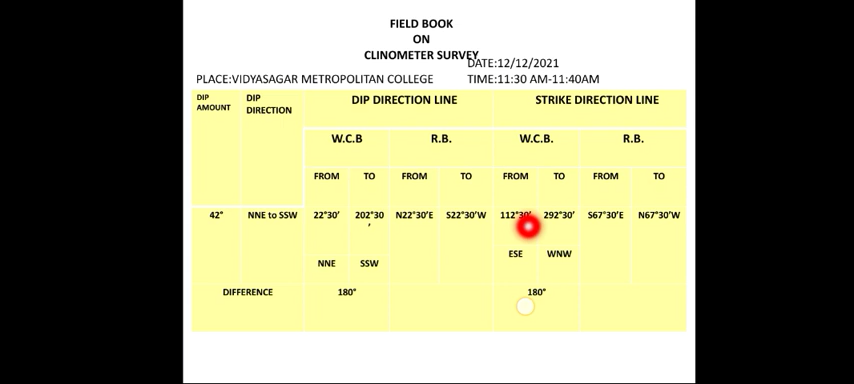 FIELD BOOK
ON
CLINOMETER SURVEY
DATE:12/12/2021
PLACE:VIDYASAGAR METROPOLITAN COLLEGE TIME:11:30 AM-11:40AM
DIP AMOUNT DIP DIRECTION DIP DIRECTION LINE STRIKE DIRECTION LINE
W.C.B R.B. W.C.B. R.B.
FROM TO FROM TO FROM TO FROM TO
42° NNE to SSW 22°30’ 202°30’ N22°30’E S22°30’W 112°30’ 292°30’ S67°30’E N67°30’W
NNE SSW ESE WNW
DIFFERENCE 180° 180°